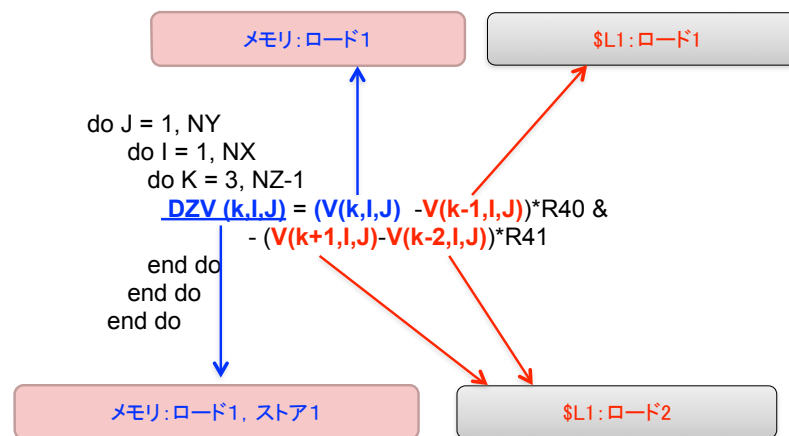 メモリ:ロード1
$L1:ロード1
do J = 1, NY
do I = 1, NX
do K = 3, NZ-1
DZV (k,I,J) = (V(k,I,J) -V(k-1,I,J))*R40 &
- (V(k+1,I,J)-V(k-2,I,J))*R41
end do
end do
end do
メモリ:ロード1, ストア1
$L1:ロード2